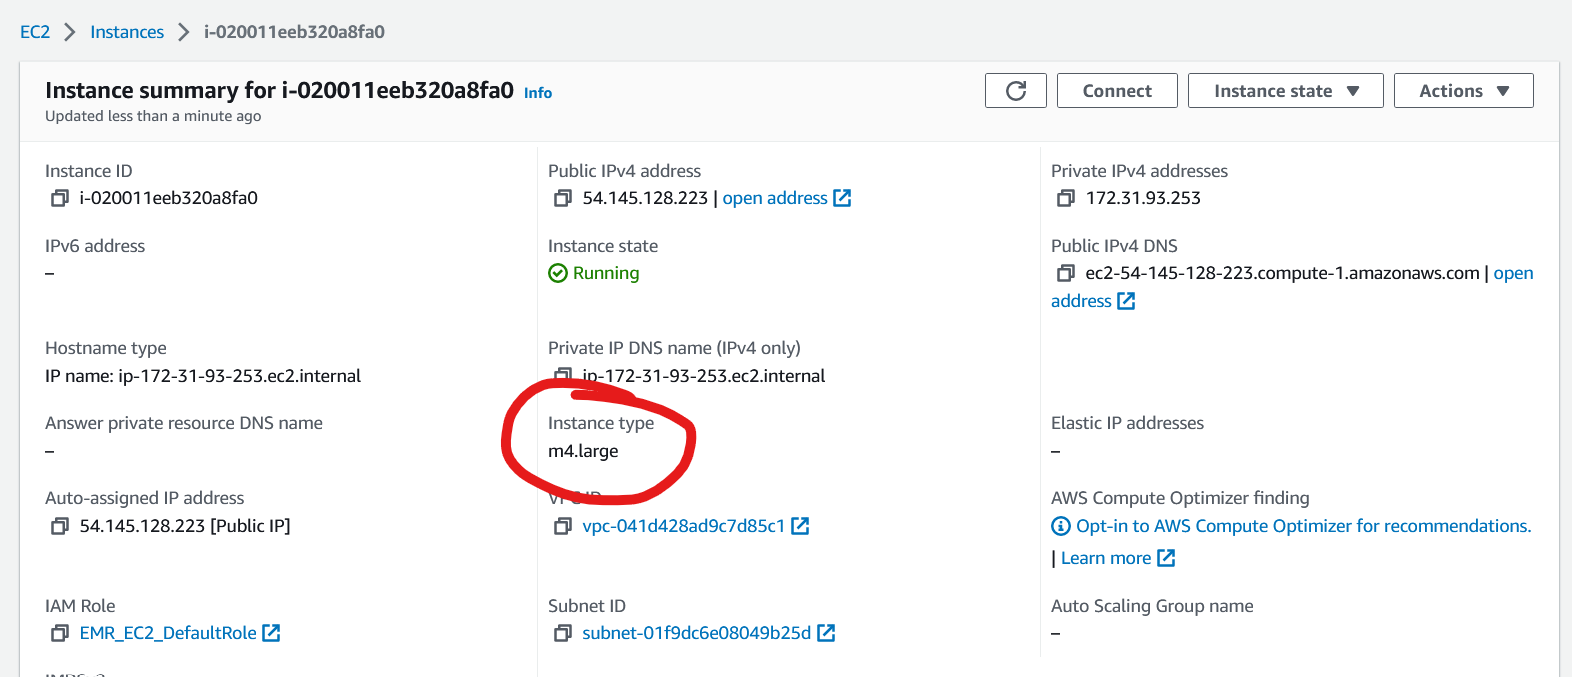 EC2 > Instances > i-020011eeb320a8fa0
Instance summary for i-020011eeb320a8fa0 Info
Updated less than a minute ago
Connect
Instance state
Actions
Instance ID
i-020011eeb320a8fa0
Public IPv4 address
54.145.128.223 | open address
Private IPv4 addresses
172.31.93.253
IPv6 address
–
Instance state
Running
Public IPv4 DNS
ec2-54-145-128-223.compute-1.amazonaws.com | open
address
Hostname type
IP name: ip-172-31-93-253.ec2.internal
Private IP DNS name (IPv4 only)
ip-172-31-93-253.ec2.internal
Answer private resource DNS name
–
Instance type
m4.large
Elastic IP addresses
–
Auto-assigned IP address
54.145.128.223 [Public IP]
VPC ID
vpc-041d428ad9c7d85c1
AWS Compute Optimizer finding
Opt-in to AWS Compute Optimizer for recommendations.
| Learn more
IAM Role
EMR_EC2_DefaultRole
Subnet ID
subnet-01f9dc6e08049b25d
Auto Scaling Group name
–